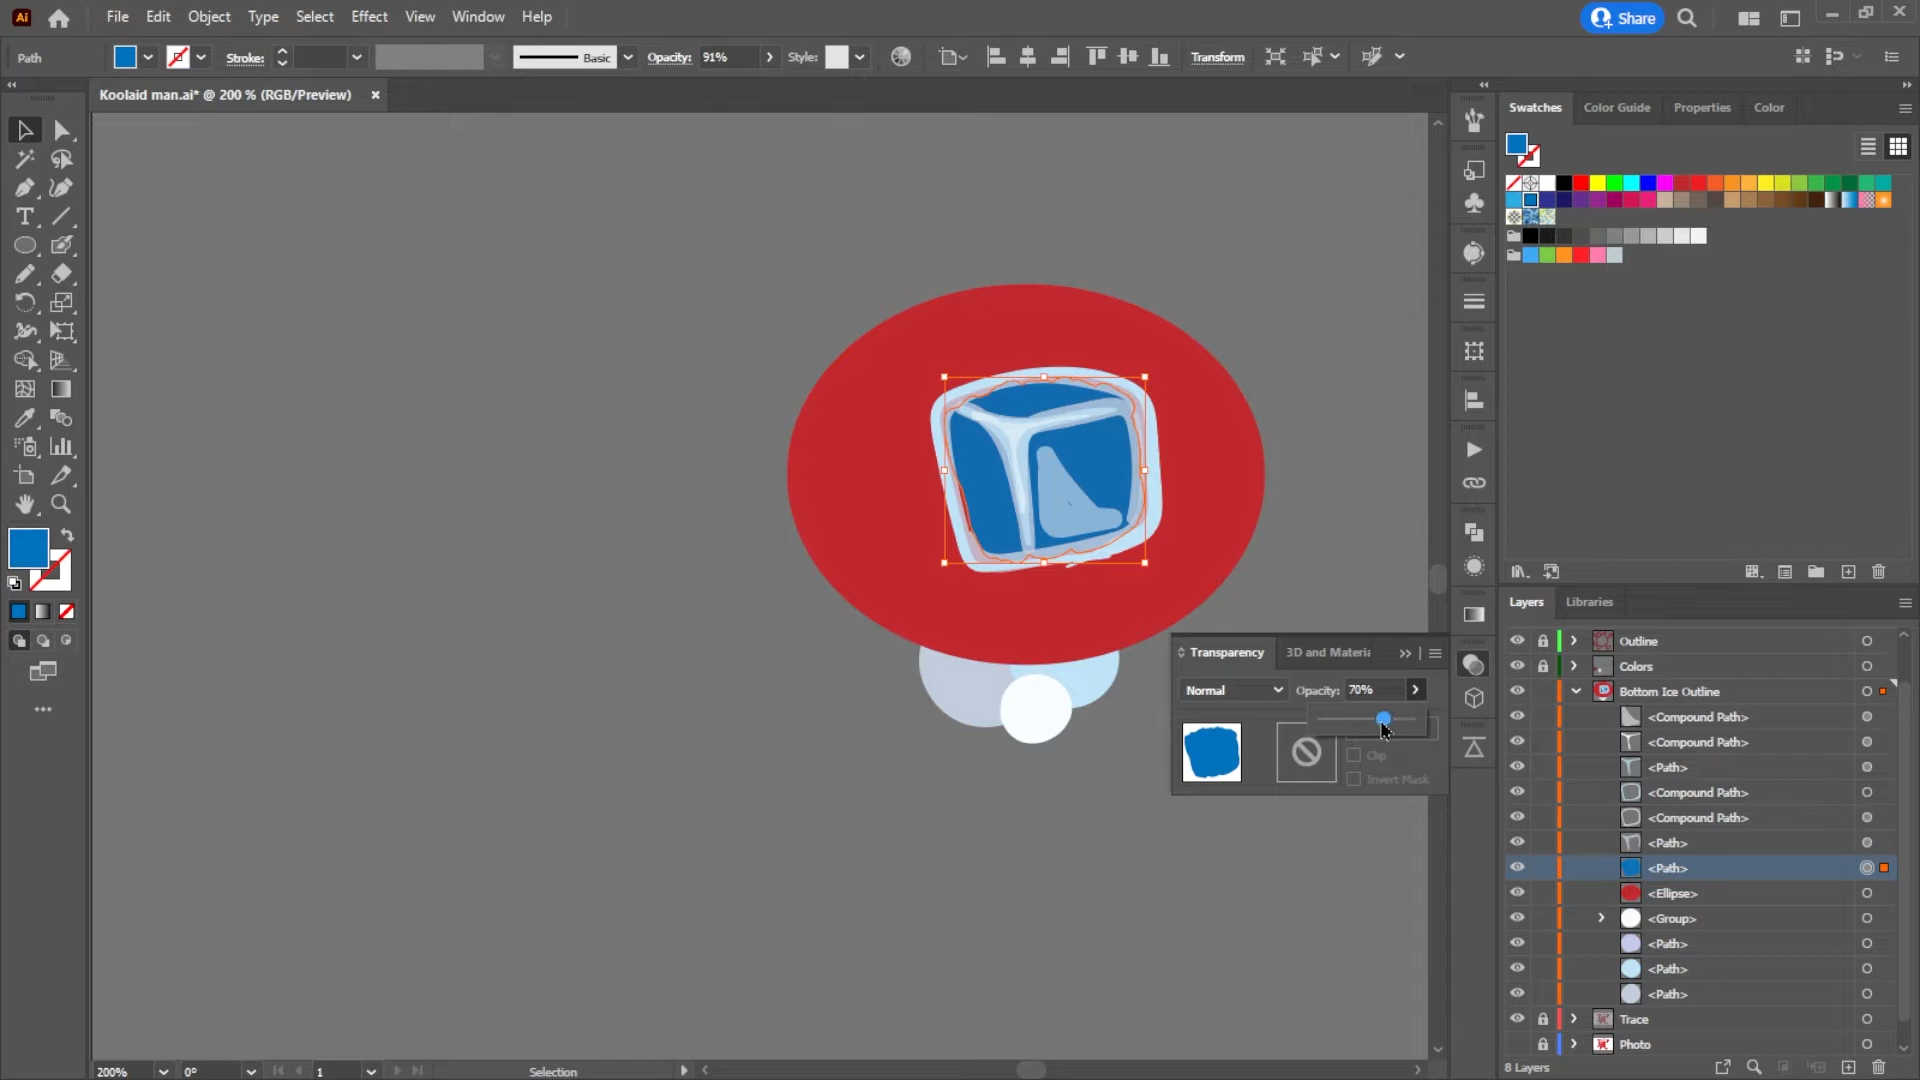 Ai File Edit Object Type Select Effect View Window Help Share
Path Stroke: Basic Opacity: 91% Style: Transform
Koolaid man.ai* @ 200 % (RGB/Preview)
Swatches Color Guide Properties Color
Layers Libraries
Outline
Colors
Bottom Ice Outline
<Compound Path>
<Compound Path>
<Path>
<Compound Path>
<Compound Path>
<Path>
<Path>
<Ellipse>
<Group>
<Path>
<Path>
<Path>
Trace
Photo
8 Layers
Transparency 3D and Materia
Normal Opacity: 70%
Clip
Invert Mask
200% 0° 1 Selection